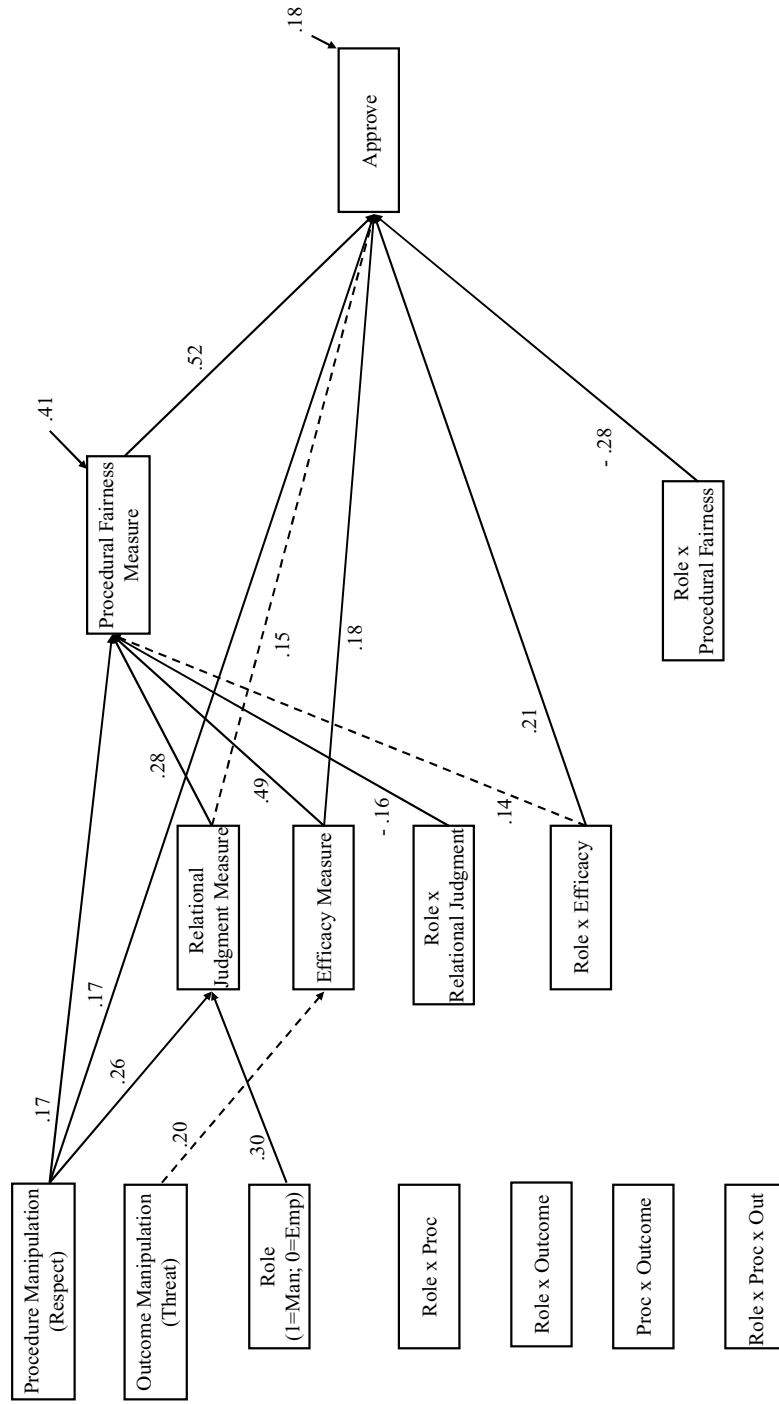 Procedure Manipulation
(Respect)
Outcome Manipulation
(Threat)
Role
(1=Man; 0=Emp)
Role x Proc
Role x Outcome
Proc x Outcome
Role x Proc x Out
.17
.17
.26
.20
.30
Relational
Judgment Measure
Efficacy Measure
Role x
Relational Judgment
Role x Efficacy
.28
.49
- .16
.14
.15
.18
.21
Procedural Fairness
Measure
.41
Role x
Procedural Fairness
.52
- .28
Approve
.18